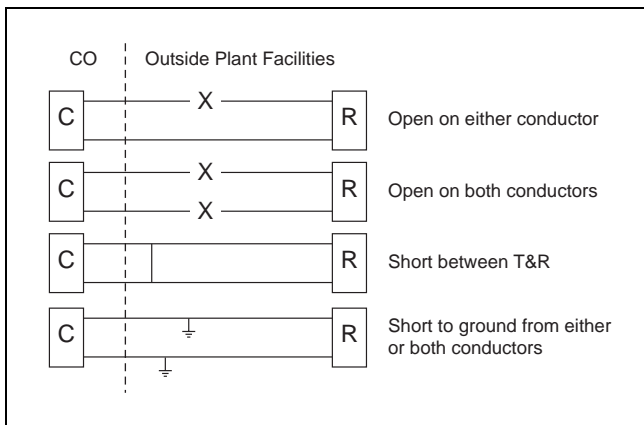 CO Outside Plant Facilities
C X R Open on either conductor
C X X R Open on both conductors
C R Short between T&R
C R Short to ground from either
or both conductors